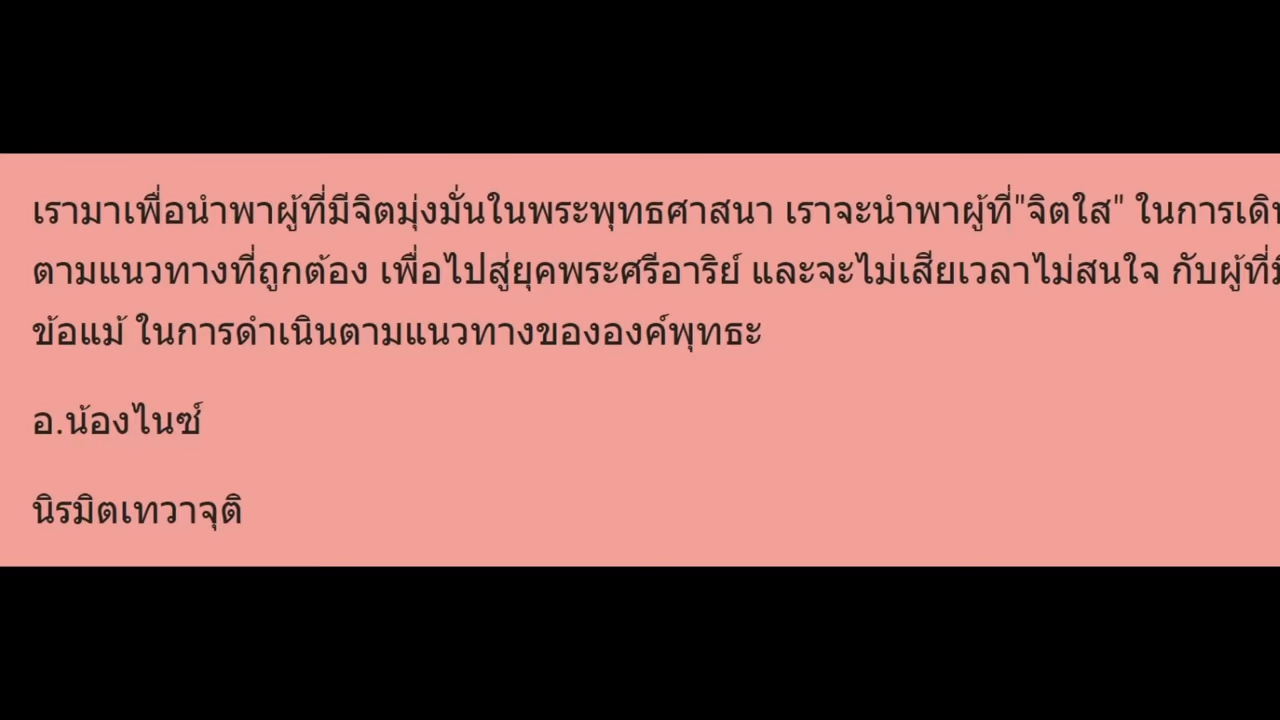 เรามาเพื่อนำพาผู้ที่มีจิตมุ่งมั่นในพระพุทธศาสนา เราจะนำพาผู้ที่"จิตใส" ในการ
ตามแนวทางที่ถูกต้อง เพื่อไปสู่ยุคพระศรีอาริย์ และจะไม่เสียเวลาไม่สนใจ กับผู้ที่
ข้อแม้ ในการดำเนินตามแนวทางขององค์พุทธะ
อ.น้องไนซ์
นิรมิตเทวาจุติ